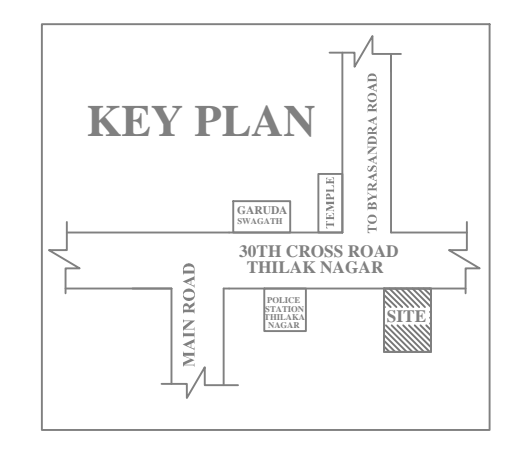 KEY PLAN
TO BYRASANDRA ROAD
TEMPLE
GARUDA
SWAGATH
30TH CROSS ROAD
THILAK NAGAR
MAIN ROAD
POLICE
STATION
THILAKA
NAGAR
SITE